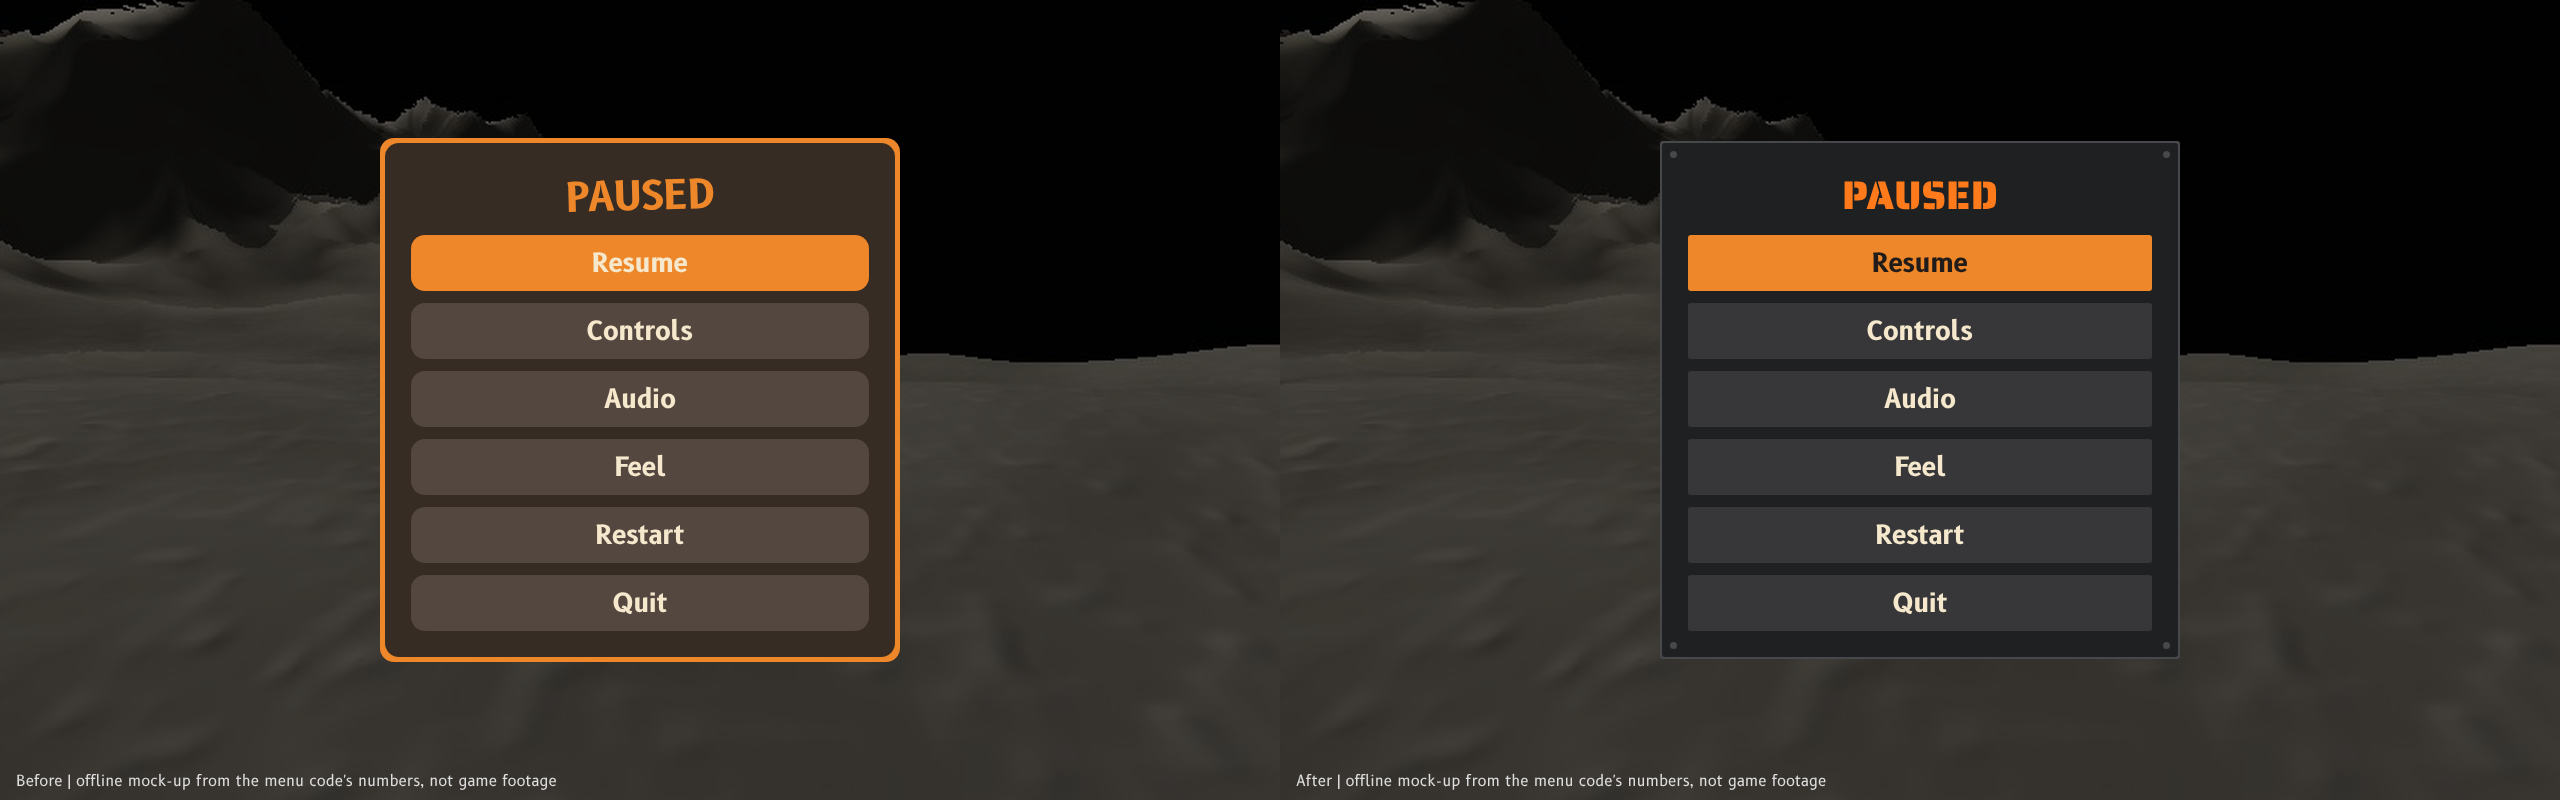 PAUSED
Resume
Controls
Audio
Feel
Restart
Quit
Before | offline mock-up from the menu code's numbers, not game footage
PAUSED
Resume
Controls
Audio
Feel
Restart
Quit
After | offline mock-up from the menu code's numbers, not game footage